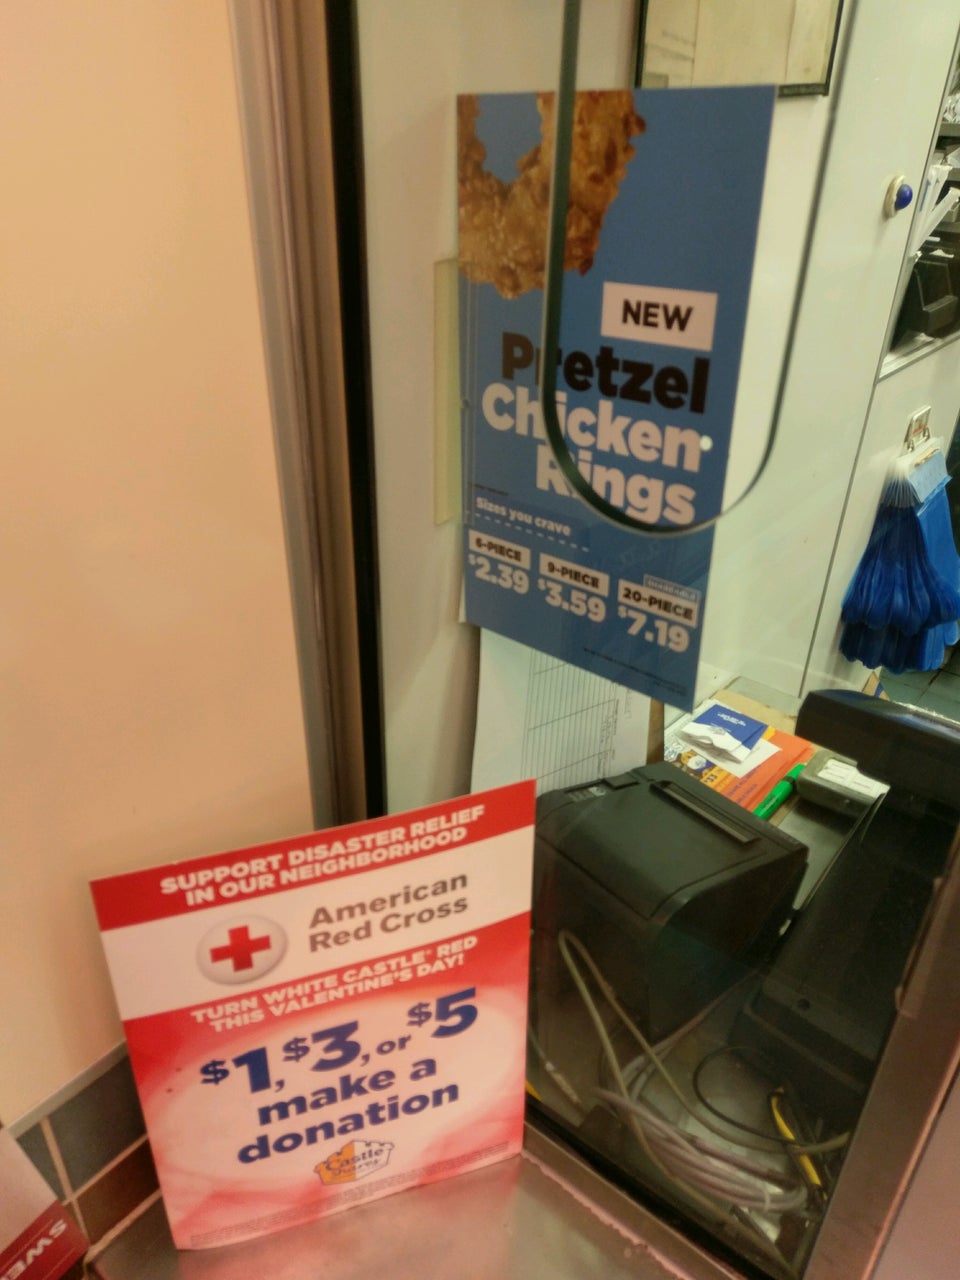 NEW
Pretzel
Chicken
Rings
Sizes you crave
6-PIECE
$2.39
9-PIECE
$3.59
20-PIECE
$7.19
SUPPORT DISASTER RELIEF
IN OUR NEIGHBORHOOD
American
Red Cross
TURN WHITE CASTLE® RED
THIS VALENTINE'S DAY!
$1, $3, or $5
make a
donation
Castle
SWE